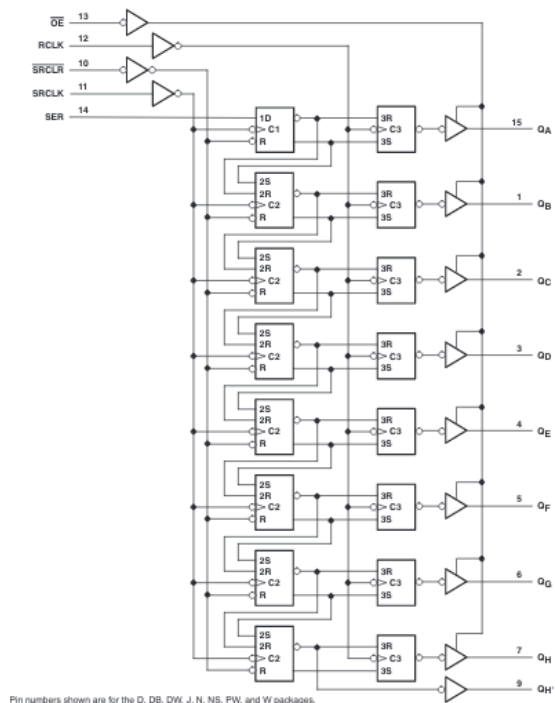 OE 13
RCLK 12
SRCLR 10
SRCLK 11
SER 14
1D
C1
R
3R
C3
3S
15 QA
2S
2R
C2
R
3R
C3
3S
1 QB
2S
2R
C2
R
3R
C3
3S
2 QC
2S
2R
C2
R
3R
C3
3S
3 QD
2S
2R
C2
R
3R
C3
3S
4 QE
2S
2R
C2
R
3R
C3
3S
5 QF
2S
2R
C2
R
3R
C3
3S
6 QG
2S
2R
C2
R
3R
C3
3S
7 QH
9 QH'
Pin numbers shown are for the D, DB, DW, J, N, NS, PW, and W packages.